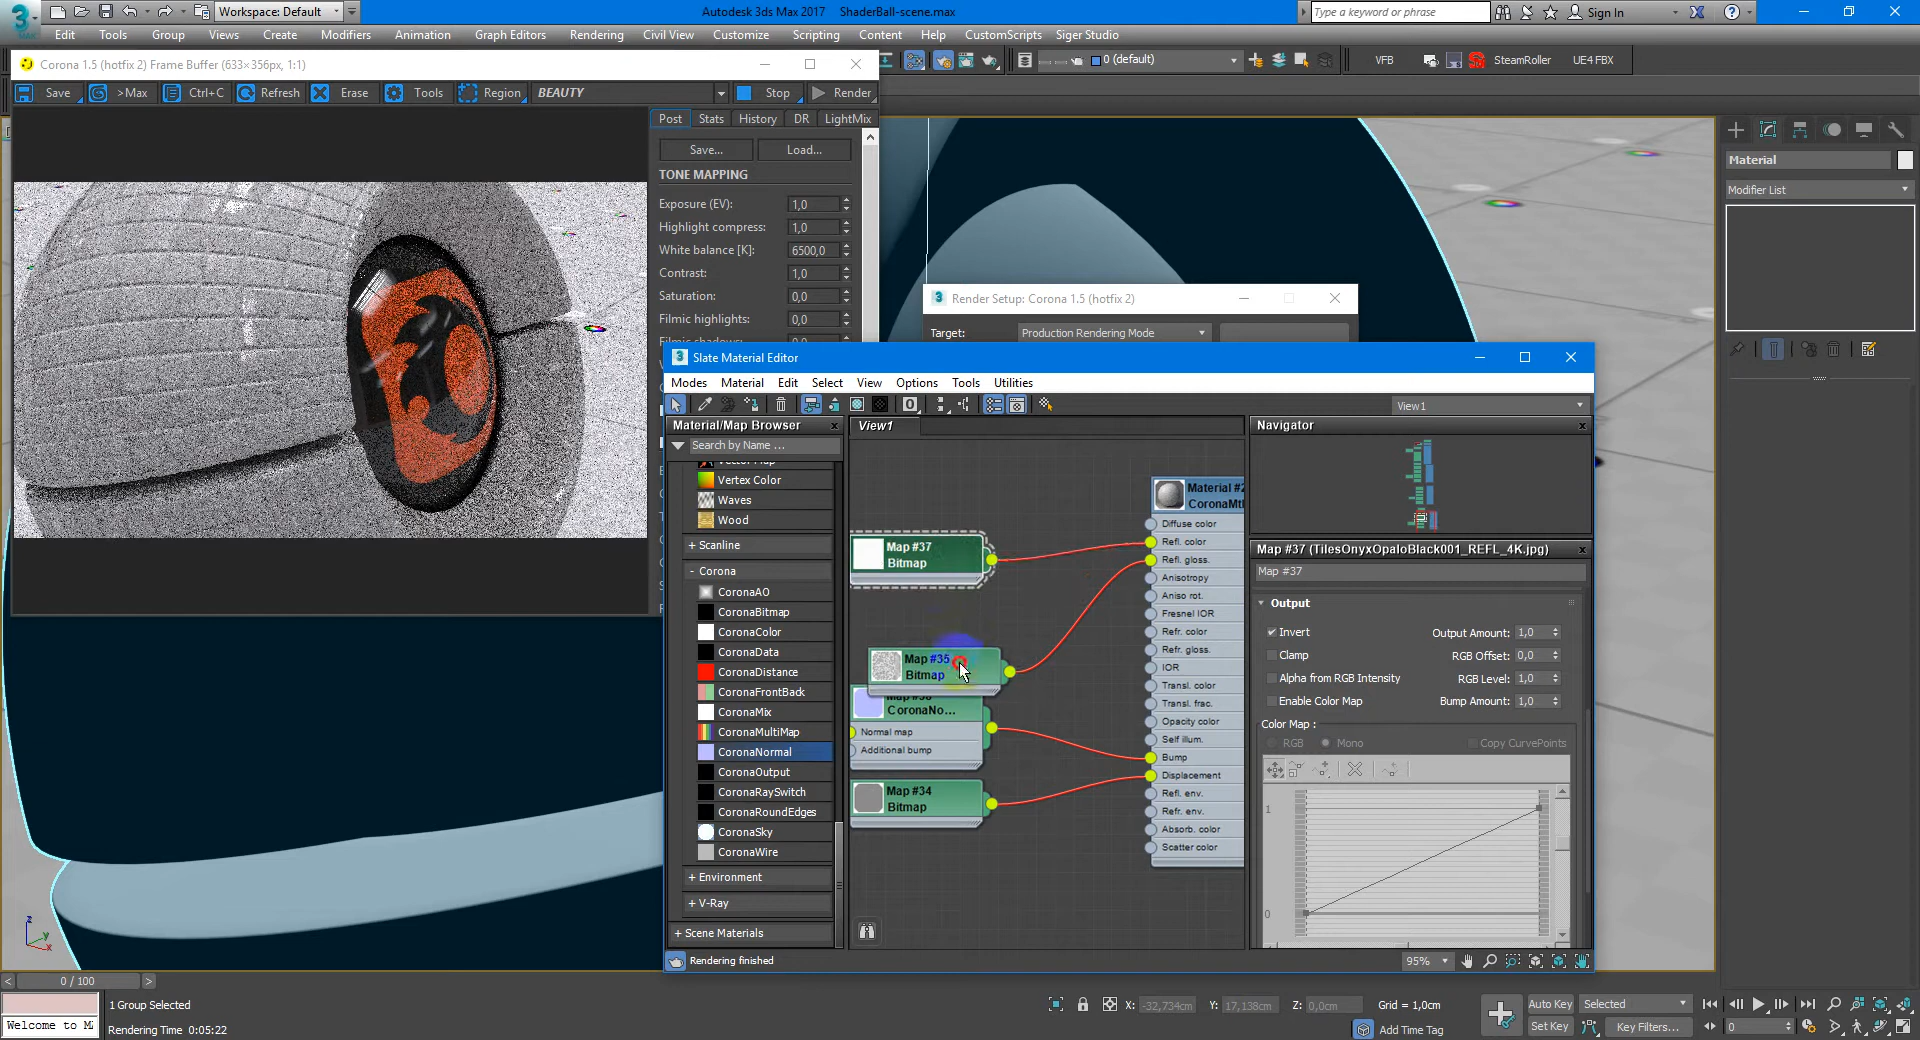 Workspace: Default
Autodesk 3ds Max 2017    ShaderBall-scene.max
Type a keyword or phrase
Sign In
Edit  Tools  Group  Views  Create  Modifiers  Animation  Graph Editors  Rendering  Civil View  Customize  Scripting  Content  Help  CustomScripts  Siger Studio
0 (default)
VFB
SteamRoller
UE4 FBX
Corona 1.5 (hotfix 2) Frame Buffer (633×356px, 1:1)
Save  >Max  Ctrl+C  Refresh  Erase  Tools  Region  BEAUTY  Stop  Render
Post  Stats  History  DR  LightMix
Save...  Load...
TONE MAPPING
Exposure (EV): 1,0
Highlight compress: 1,0
White balance [K]: 6500,0
Contrast: 1,0
Saturation: 0,0
Filmic highlights: 0,0
Material
Modifier List
Render Setup: Corona 1.5 (hotfix 2)
Target: Production Rendering Mode
Slate Material Editor
Modes  Material  Edit  Select  View  Options  Tools  Utilities
View1
Material/Map Browser
Search by Name ...
Vector Map
Vertex Color
Waves
Wood
+ Scanline
- Corona
CoronaAO
CoronaBitmap
CoronaColor
CoronaData
CoronaDistance
CoronaFrontBack
CoronaMix
CoronaMultiMap
CoronaNormal
CoronaOutput
CoronaRaySwitch
CoronaRoundEdges
CoronaSky
CoronaWire
+ Environment
+ V-Ray
+ Scene Materials
Rendering finished
View1
Map #37
Bitmap
Map #35
Bitmap
CoronaNo...
Normal map
Additional bump
Map #34
Bitmap
Material #2
CoronaMtl
Diffuse color
Refl. color
Refl. gloss.
Anisotropy
Aniso rot.
Fresnel IOR
Refr. color
Refr. gloss.
IOR
Transl. color
Transl. frac.
Opacity color
Self illum.
Bump
Displacement
Refl. env.
Refr. env.
Absorb. color
Scatter color
Navigator
Map #37 (TilesOnyxOpaloBlack001_REFL_4K.jpg)
Map #37
Output
Invert  Output Amount: 1,0
Clamp  RGB Offset: 0,0
Alpha from RGB Intensity  RGB Level: 1,0
Enable Color Map  Bump Amount: 1,0
Color Map :
RGB  Mono  Copy CurvePoints
1
0
95%
z
y
x
0 / 100
1 Group Selected
Welcome to M
Rendering Time 0:05:22
X: -32,734cm  Y: 17,138cm  Z: 0,0cm  Grid = 1,0cm
Add Time Tag
Auto Key  Selected
Set Key  Key Filters...
0